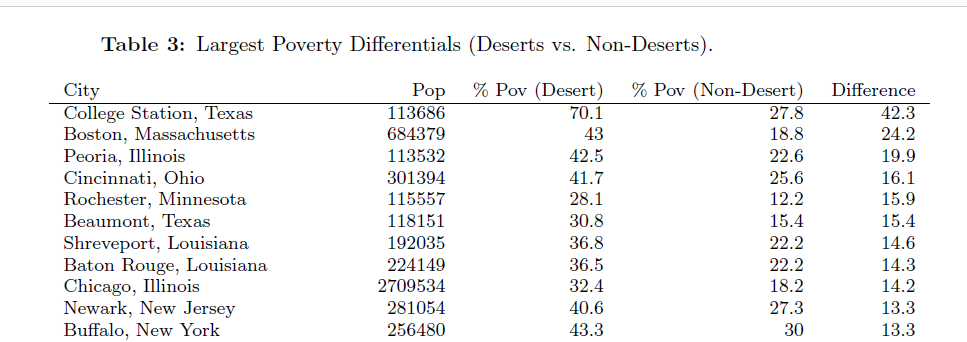 Table 3: Largest Poverty Differentials (Deserts vs. Non-Deserts).
City Pop % Pov (Desert) % Pov (Non-Desert) Difference
College Station, Texas 113686 70.1 27.8 42.3
Boston, Massachusetts 684379 43 18.8 24.2
Peoria, Illinois 113532 42.5 22.6 19.9
Cincinnati, Ohio 301394 41.7 25.6 16.1
Rochester, Minnesota 115557 28.1 12.2 15.9
Beaumont, Texas 118151 30.8 15.4 15.4
Shreveport, Louisiana 192035 36.8 22.2 14.6
Baton Rouge, Louisiana 224149 36.5 22.2 14.3
Chicago, Illinois 2709534 32.4 18.2 14.2
Newark, New Jersey 281054 40.6 27.3 13.3
Buffalo, New York 256480 43.3 30 13.3